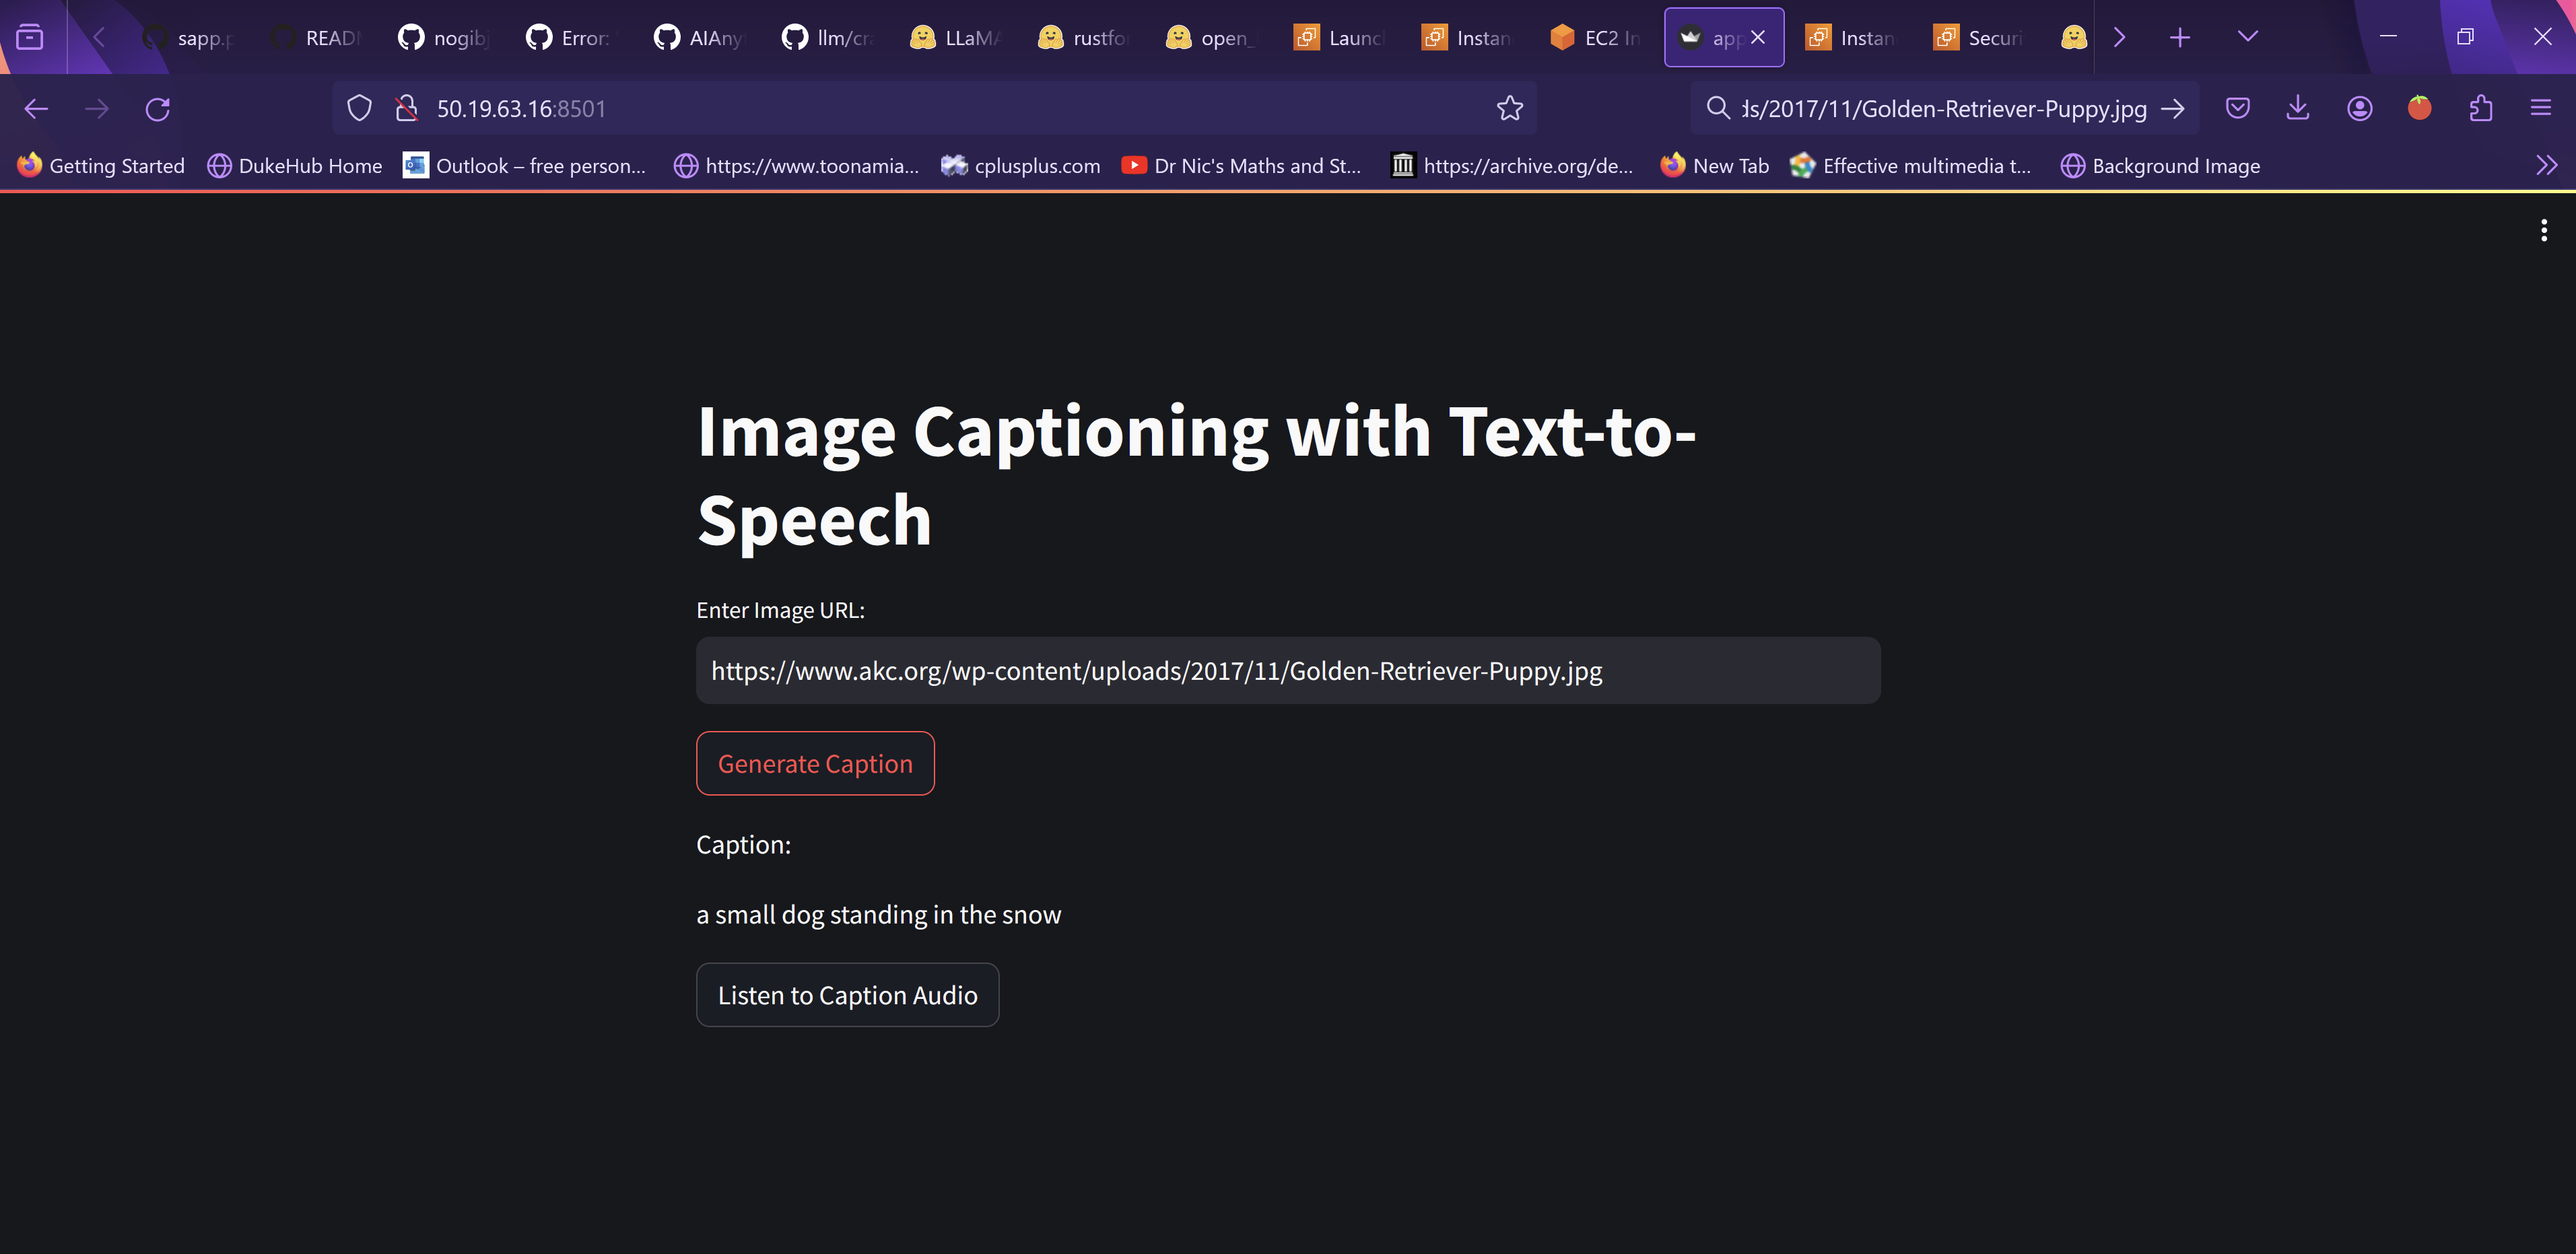 sapp.p
READ
nogib
Error:
AIAny
llm/cr
LLaMA
rustfo
open_
Launc
Instan
EC2 In
app
Instan
Securi
50.19.63.16:8501
ds/2017/11/Golden-Retriever-Puppy.jpg
Getting Started
DukeHub Home
Outlook – free person...
https://www.toonamia...
cplusplus.com
Dr Nic's Maths and St...
https://archive.org/de...
New Tab
Effective multimedia t...
Background Image
Image Captioning with Text-to-
Speech
Enter Image URL:
https://www.akc.org/wp-content/uploads/2017/11/Golden-Retriever-Puppy.jpg
Generate Caption
Caption:
a small dog standing in the snow
Listen to Caption Audio